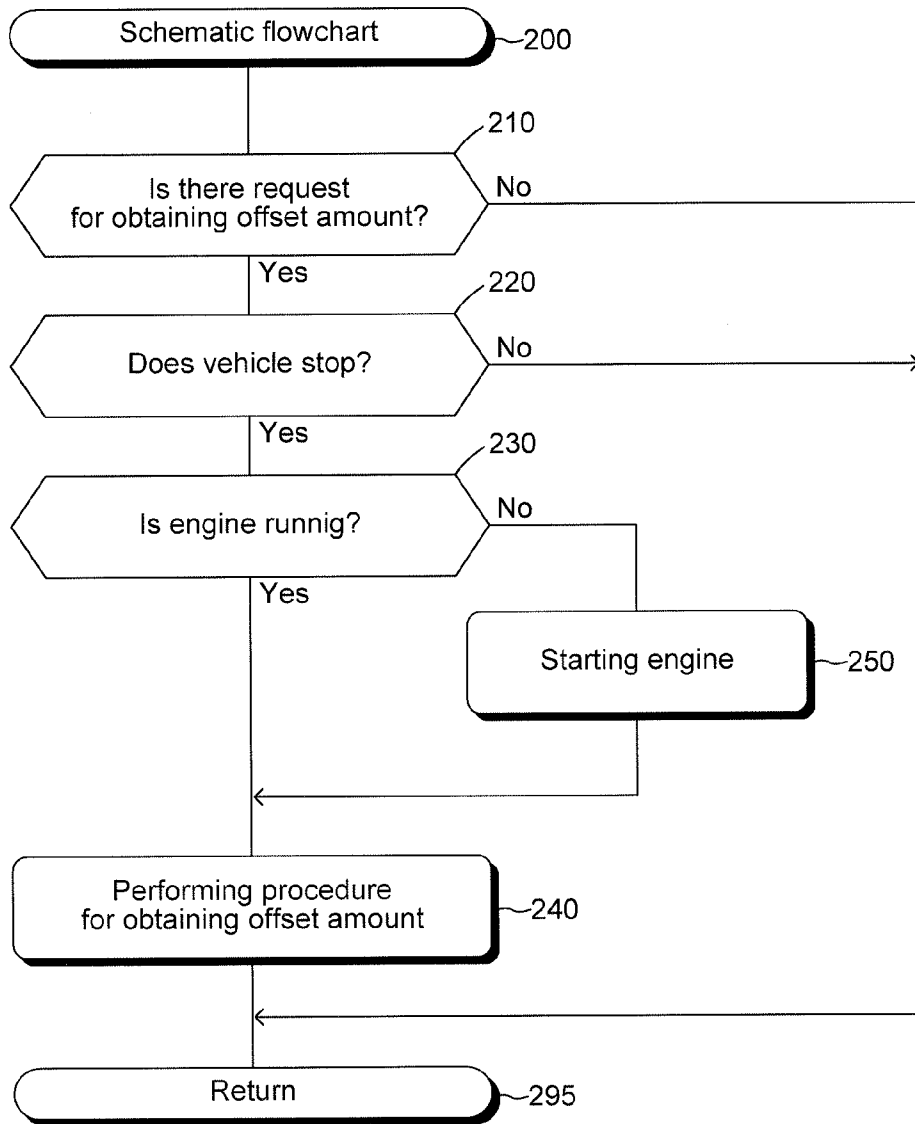 Schematic flowchart
200
210
Is there request
for obtaining offset amount?
No
Yes
220
Does vehicle stop?
No
Yes
230
Is engine runnig?
No
Yes
Starting engine
250
Performing procedure
for obtaining offset amount
240
Return
295